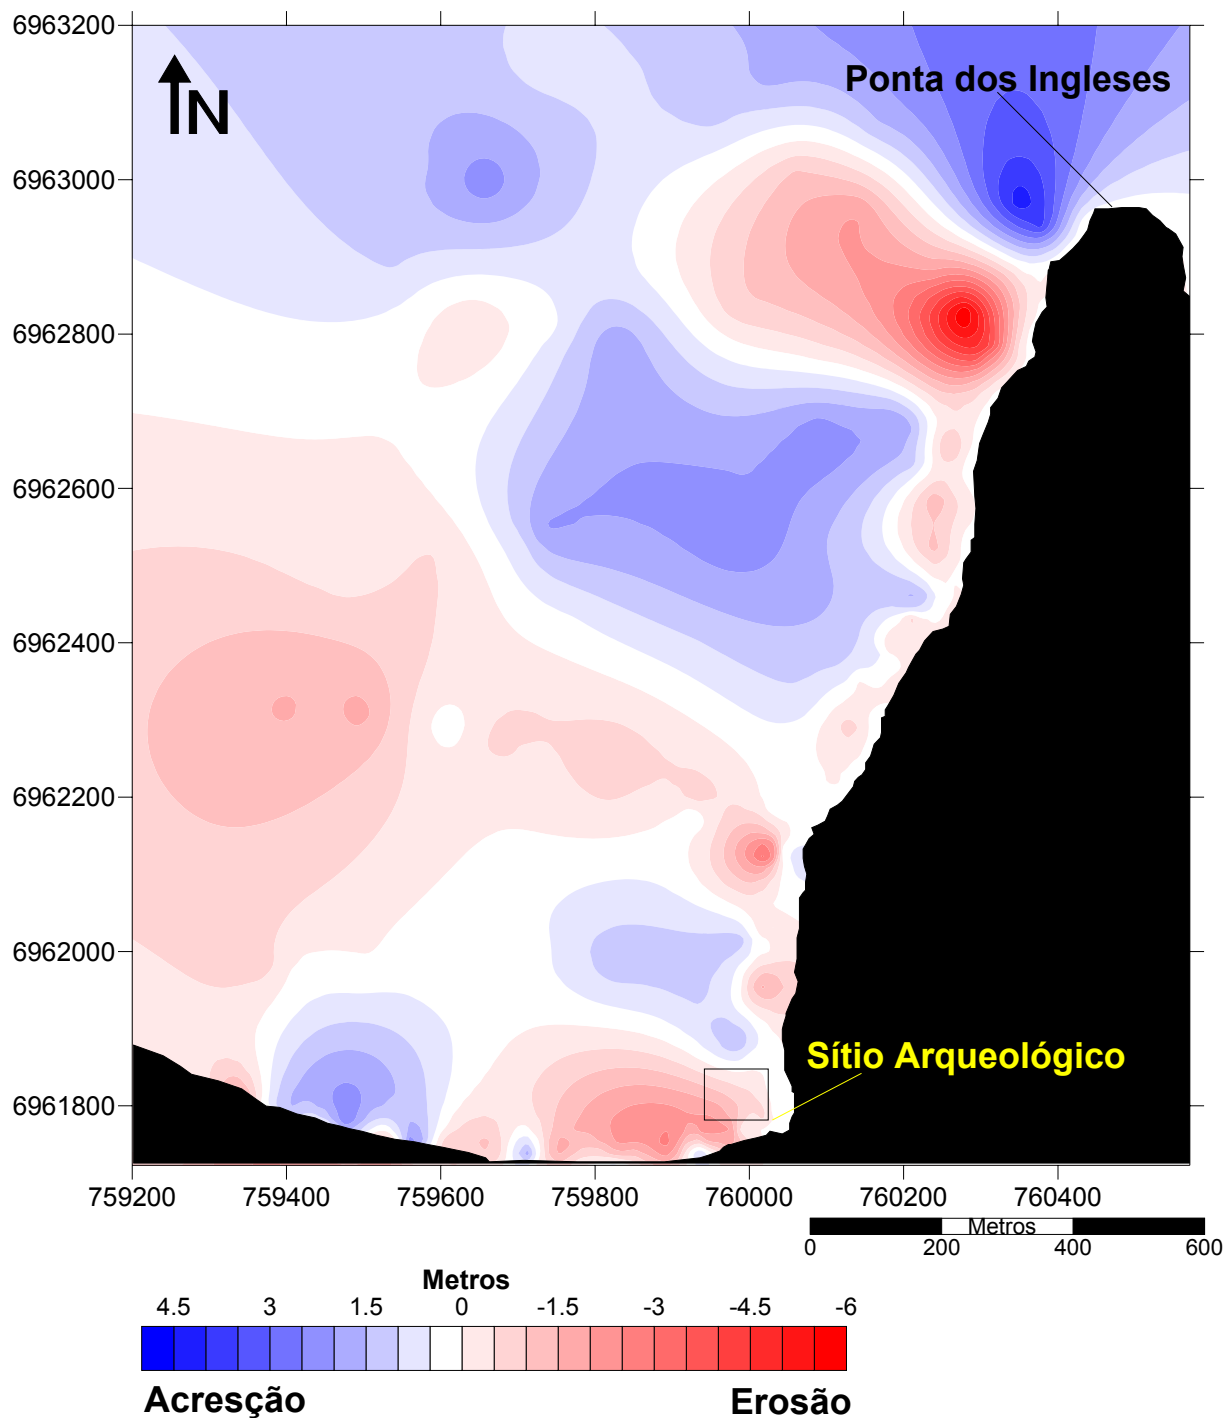 6963200
N
Ponta dos Ingleses
6963000
6962800
6962600
6962400
6962200
6962000
Sítio Arqueológico
6961800
759200 759400 759600 759800 760000 760200 760400
Metros
0 200 400 600
Metros
4.5 3 1.5 0 -1.5 -3 -4.5 -6
Acresção Erosão